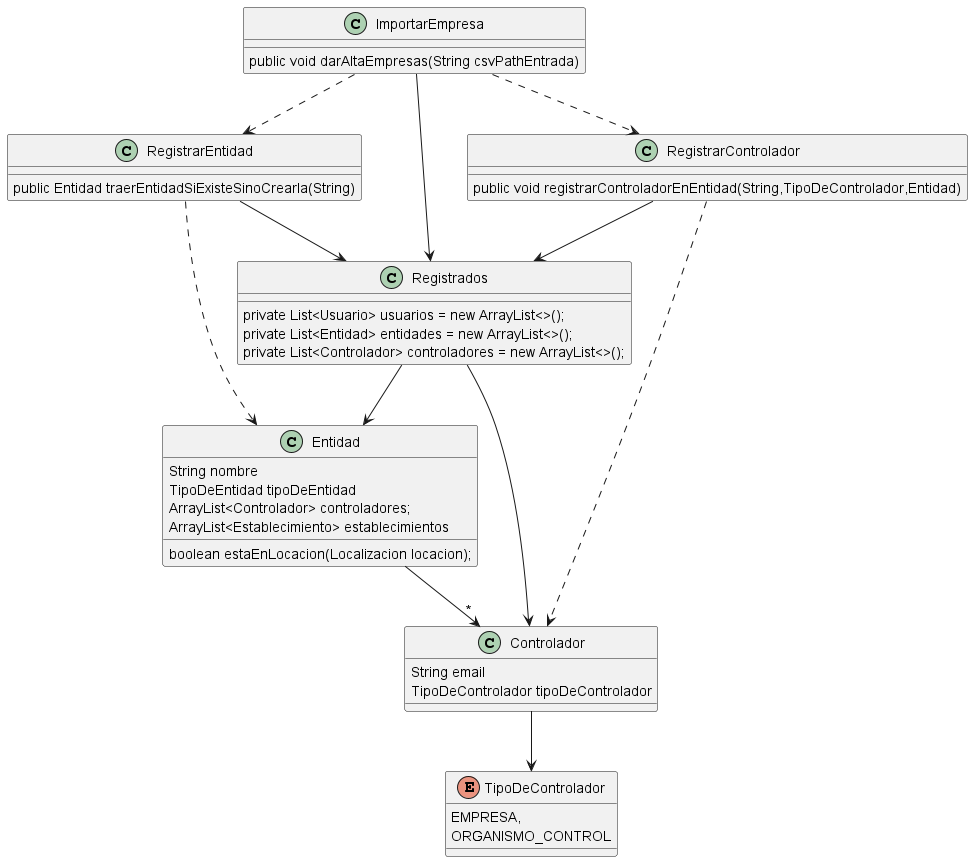 C ImportarEmpresa
public void darAltaEmpresas(String csvPathEntrada)
C RegistrarEntidad
public Entidad traerEntidadSiExisteSinoCrearla(String)
C RegistrarControlador
public void registrarControladorEnEntidad(String,TipoDeControlador,Entidad)
C Registrados
private List<Usuario> usuarios = new ArrayList<>();
private List<Entidad> entidades = new ArrayList<>();
private List<Controlador> controladores = new ArrayList<>();
C Entidad
String nombre
TipoDeEntidad tipoDeEntidad
ArrayList<Controlador> controladores;
ArrayList<Establecimiento> establecimientos
boolean estaEnLocacion(Localizacion locacion);
*
C Controlador
String email
TipoDeControlador tipoDeControlador
E TipoDeControlador
EMPRESA,
ORGANISMO_CONTROL